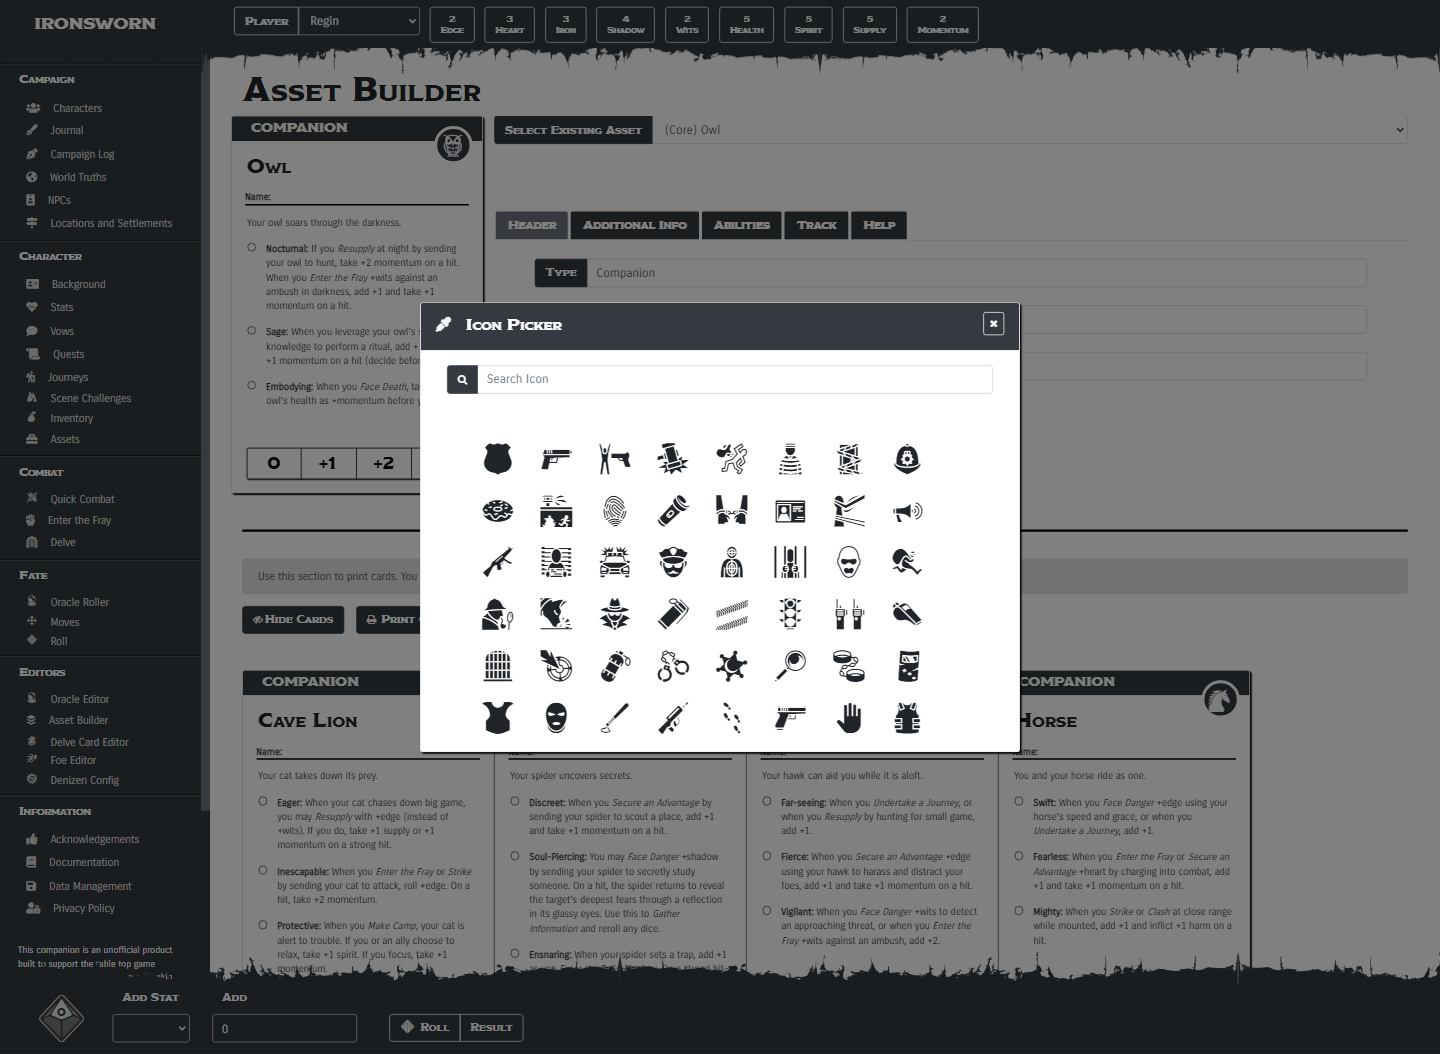 IRONSWORN
Player
Regin
2 Edge
3 Heart
3 Iron
4 Shadow
2 Wits
5 Health
5 Spirit
5 Supply
2 Momentum
Campaign
Characters
Journal
Campaign Log
World Truths
NPCs
Locations and Settlements
Character
Background
Stats
Vows
Quests
Journeys
Scene Challenges
Inventory
Assets
Combat
Quick Combat
Enter the Fray
Delve
Fate
Oracle Roller
Moves
Roll
Editors
Oracle Editor
Asset Builder
Delve Card Editor
Foe Editor
Denizen Config
Information
Acknowledgements
Documentation
Data Management
Privacy Policy
This companion is an unofficial product
built to support the table top game
Asset Builder
COMPANION
Owl
Name:
Your owl soars through the darkness.
Nocturnal: If you Resupply at night by sending
your owl to hunt, take +2 momentum on a hit.
When you Enter the Fray +wits against an
ambush in darkness, add +1 and take +1
momentum on a hit.
Sage: When you leverage your owl's
knowledge to perform a ritual, add
+1 momentum on a hit (decide
Embodying: When you Face Death,
owl's health as +momentum before
0
+1
+2
Select Existing Asset
(Core) Owl
Header
Additional Info
Abilities
Track
Help
Type
Companion
Icon Picker
Search Icon
Use this section to print cards. You
Hide Cards
Print
COMPANION
Cave Lion
Name:
Your cat takes down its prey.
Eager: When your cat chases down big game,
you may Resupply with +edge (instead of
+wits). If you do, take +1 supply or +1
momentum on a strong hit.
Inescapable: When you Enter the Fray or Strike
by sending your cat to attack, roll +edge. On a
hit, take +2 momentum.
Protective: When you Make Camp, your cat is
alert to trouble. If you or an ally choose to
relax, take +1 spirit. If you focus, take +1
momentum.
Name:
Your spider uncovers secrets.
Discreet: When you Secure an Advantage by
sending your spider to scout a place, add +1
and take +1 momentum on a hit.
Soul-Piercing: You may Face Danger +shadow
by sending your spider to secretly study
someone. On a hit, the spider returns to reveal
the target's deepest fears through a reflection
in its glassy eyes. Use this to Gather
Information and reroll any dice.
Ensnaring: When your spider sets a trap, add +1
Name:
Your hawk can aid you while it is aloft.
Far-seeing: When you Undertake a Journey, or
when you Resupply by hunting for small game,
add +1.
Fierce: When you Secure an Advantage +edge
using your hawk to harass and distract your
foes, add +1 and take +1 momentum on a hit.
Vigilant: When you Face Danger +wits to detect
an approaching threat, or when you Enter the
Fray +wits against an ambush, add +2.
COMPANION
Horse
Name:
You and your horse ride as one.
Swift: When you Face Danger +edge using your
horse's speed and grace, or when you
Undertake a Journey, add +1.
Fearless: When you Enter the Fray or Secure an
Advantage +heart by charging into combat, add
+1 and take +1 momentum on a hit.
Mighty: When you Strike or Clash at close range
while mounted, add +1 and inflict +1 harm on a
hit.
Add Stat
Add
0
Roll
Result